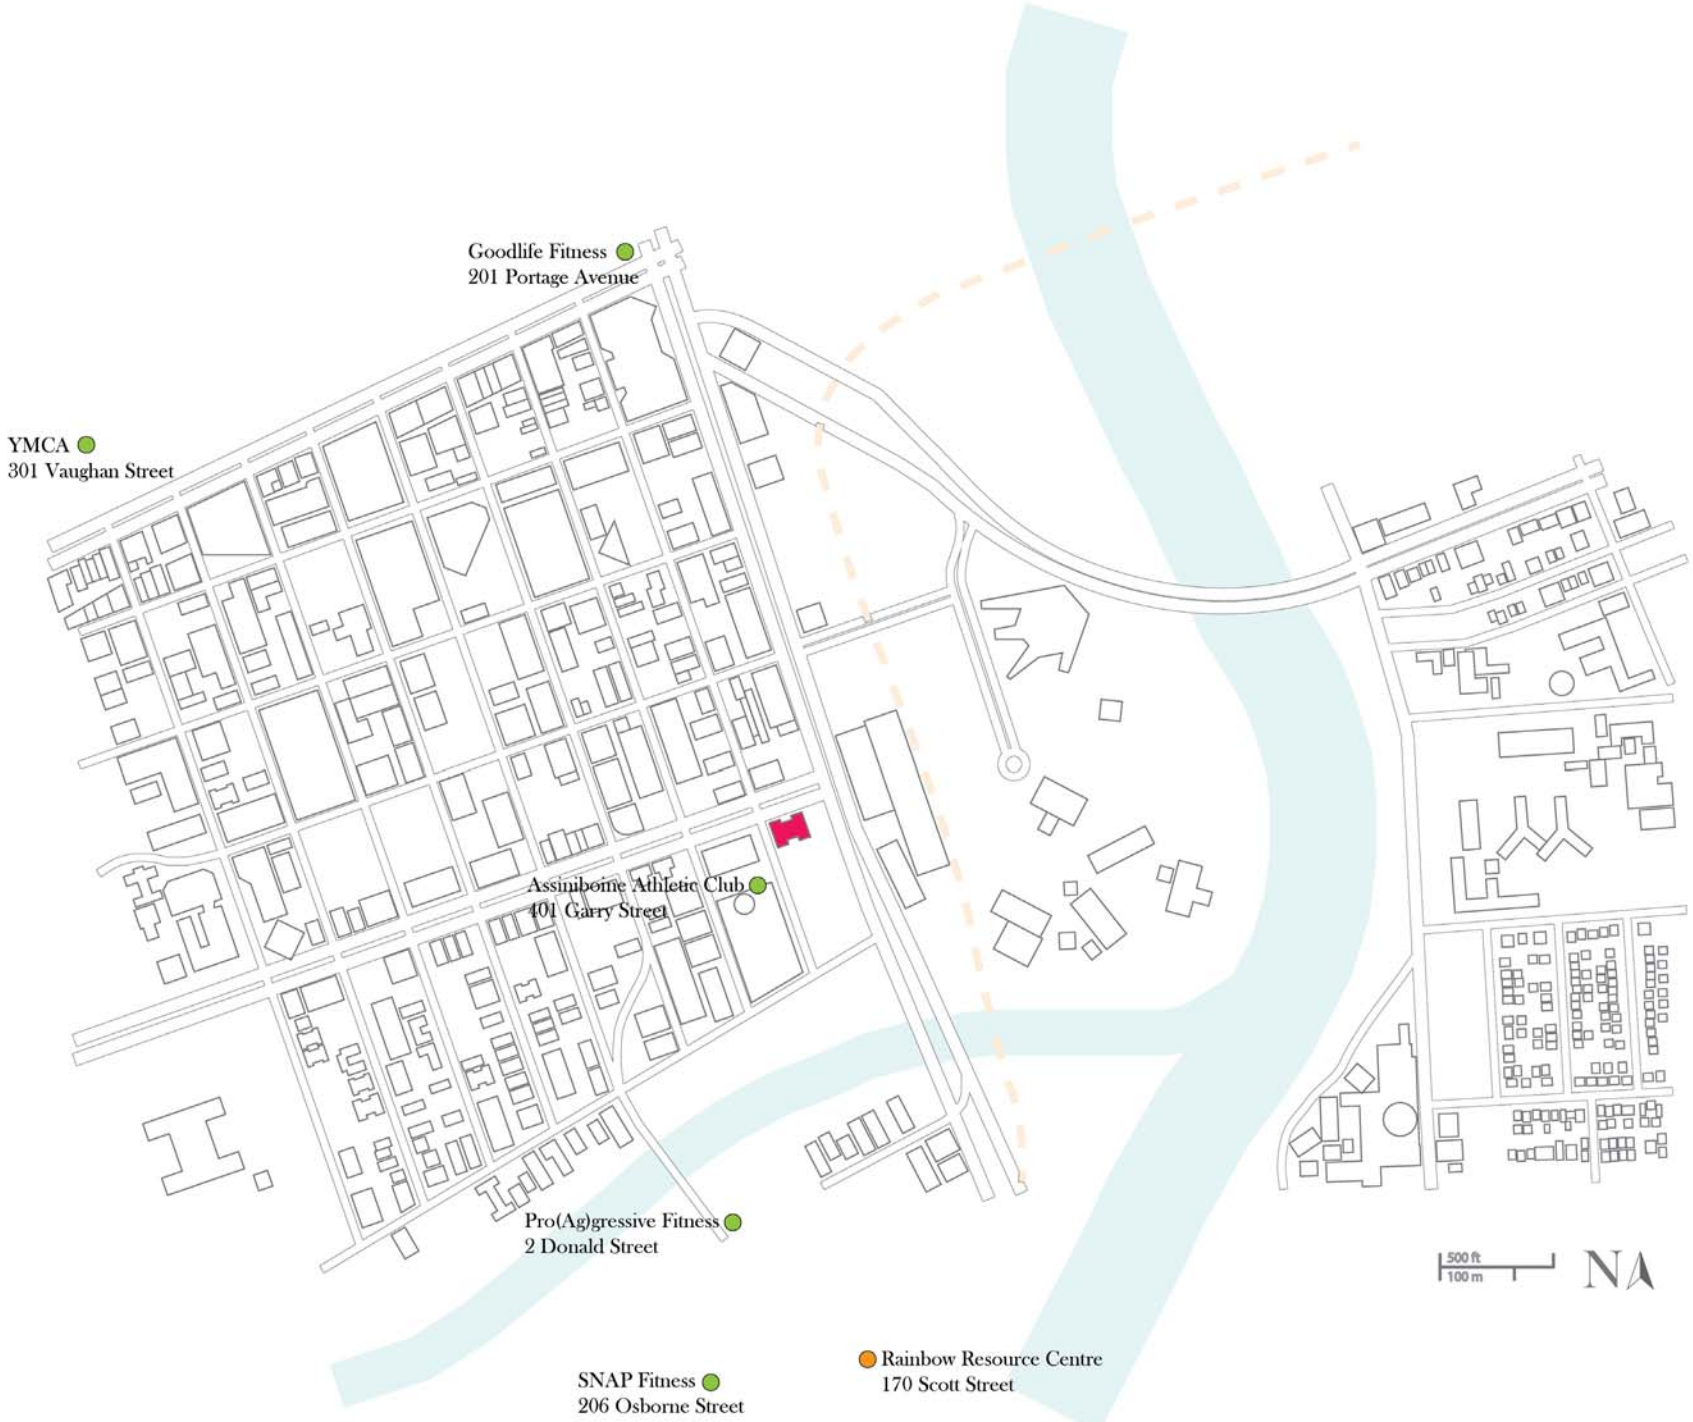 Goodlife Fitness
201 Portage Avenue
YMCA
301 Vaughan Street
Assiniboine Athletic Club
401 Garry Street
Pro(Ag)gressive Fitness
2 Donald Street
500 ft
100 m
N
Rainbow Resource Centre
170 Scott Street
SNAP Fitness
206 Osborne Street